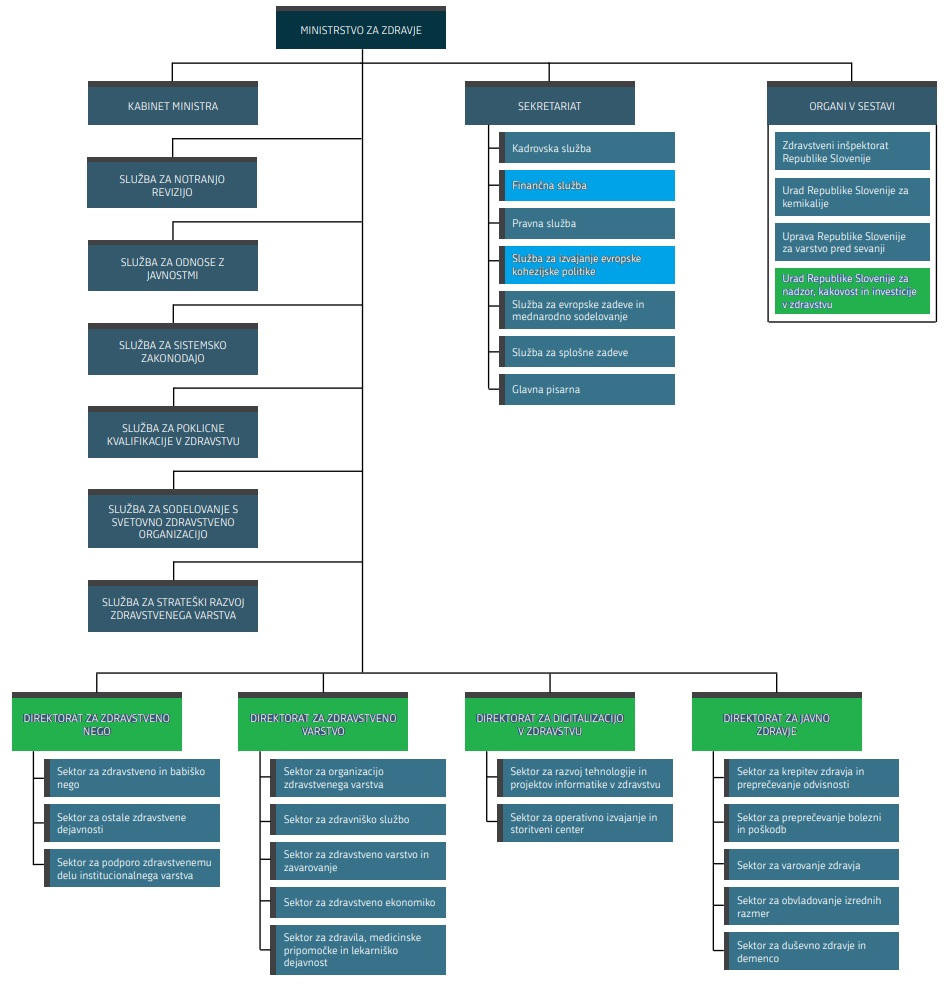 MINISTRSTVO ZA ZDRAVJE
KABINET MINISTRA
SLUŽBA ZA NOTRANJO
REVIZIJO
SLUŽBA ZA ODNOSE Z
JAVNOSTMI
SLUŽBA ZA SISTEMSKO
ZAKONODAJO
SLUŽBA ZA POKLICNE
KVALIFIKACIJE V ZDRAVSTVU
SLUŽBA ZA SODELOVANJE S
SVETOVNO ZDRAVSTVENO
ORGANIZACIJO
SLUŽBA ZA STRATEŠKI RAZVOJ
ZDRAVSTVENEGA VARSTVA
SEKRETARIAT
Kadrovska služba
Finančna služba
Pravna služba
Služba za izvajanje evropske
kohezijske politike
Služba za evropske zadeve in
mednarodno sodelovanje
Služba za splošne zadeve
Glavna pisarna
ORGANI V SESTAVI
Zdravstveni inšpektorat
Republike Slovenije
Urad Republike Slovenije za
kemikalije
Uprava Republike Slovenije
za varstvo pred sevanji
Urad Republike Slovenije za
nadzor, kakovost in investicije
v zdravstvu
DIREKTORAT ZA ZDRAVSTVENO
NEGO
Sektor za zdravstveno in babiško
nego
Sektor za ostale zdravstvene
dejavnosti
Sektor za podporo zdravstvenemu
delu institucionalnega varstva
DIREKTORAT ZA ZDRAVSTVENO
VARSTVO
Sektor za organizacijo
zdravstvenega varstva
Sektor za zdravniško službo
Sektor za zdravstveno varstvo in
zavarovanje
Sektor za zdravstveno ekonomiko
Sektor za zdravila, medicinske
pripomočke in lekarniško
dejavnost
DIREKTORAT ZA DIGITALIZACIJO
V ZDRAVSTVU
Sektor za razvoj tehnologije in
projektov informatike v zdravstvu
Sektor za operativno izvajanje in
storitveni center
DIREKTORAT ZA JAVNO
ZDRAVJE
Sektor za krepitev zdravja in
preprečevanje odvisnosti
Sektor za preprečevanje bolezni
in poškodb
Sektor za varovanje zdravja
Sektor za obvladovanje izrednih
razmer
Sektor za duševno zdravje in
demenco